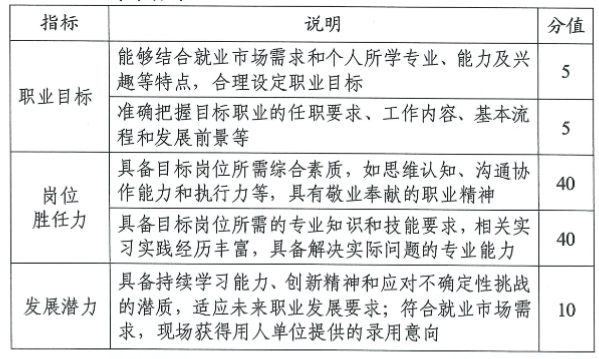 指标 说明 分值
职业目标
能够结合就业市场需求和个人所学专业、能力及兴
趣等特点，合理设定职业目标
5
准确把握目标职业的任职要求、工作内容、基本流
程和发展前景等
5
岗位
胜任力
具备目标岗位所需综合素质，如思维认知、沟通协
作能力和执行力等，具有敬业奉献的职业精神
40
具备目标岗位所需的专业知识和技能要求，相关实
习实践经历丰富，具备解决实际问题的专业能力
40
发展潜力
具备持续学习能力、创新精神和应对不确定性挑战
的潜质，适应未来职业发展要求；符合就业市场需
求，现场获得用人单位提供的录用意向
10